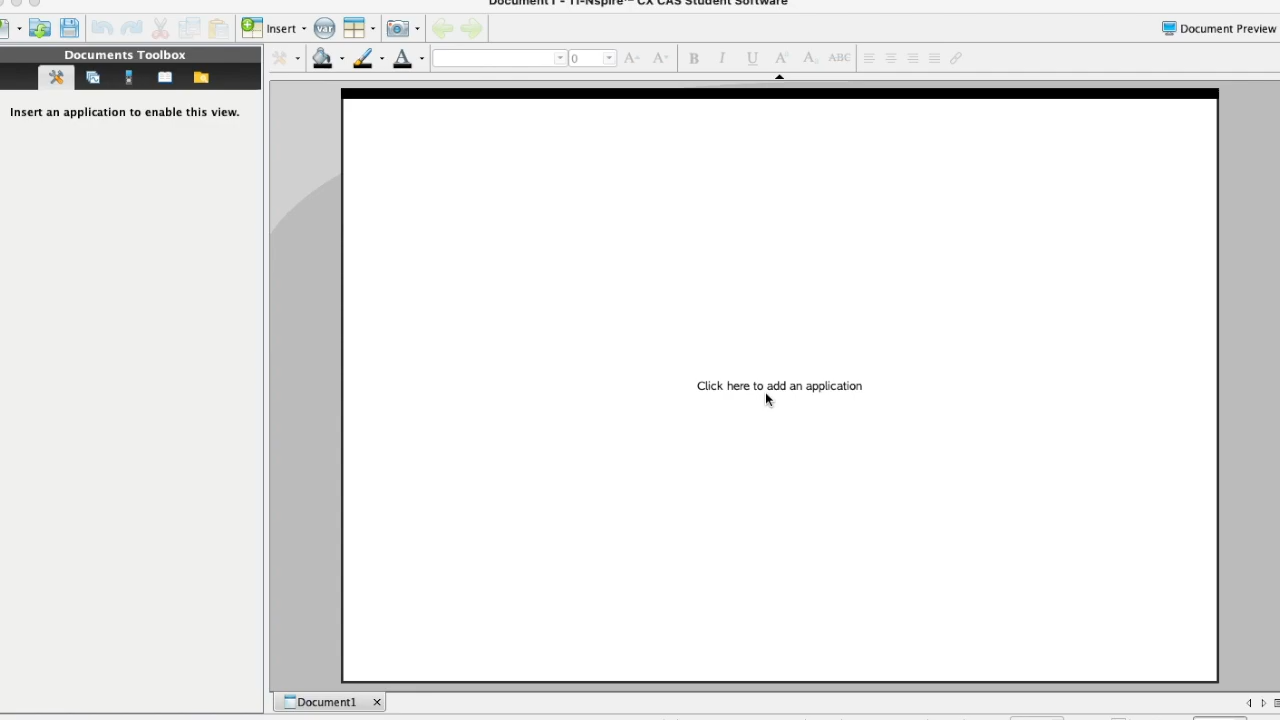 Document1 - TI-Nspire™ CX CAS Student Software
Insert
var
Document Preview
Documents Toolbox
0
A
A
A
B
I
U
A
A
ABC
Insert an application to enable this view.
Click here to add an application
Document1